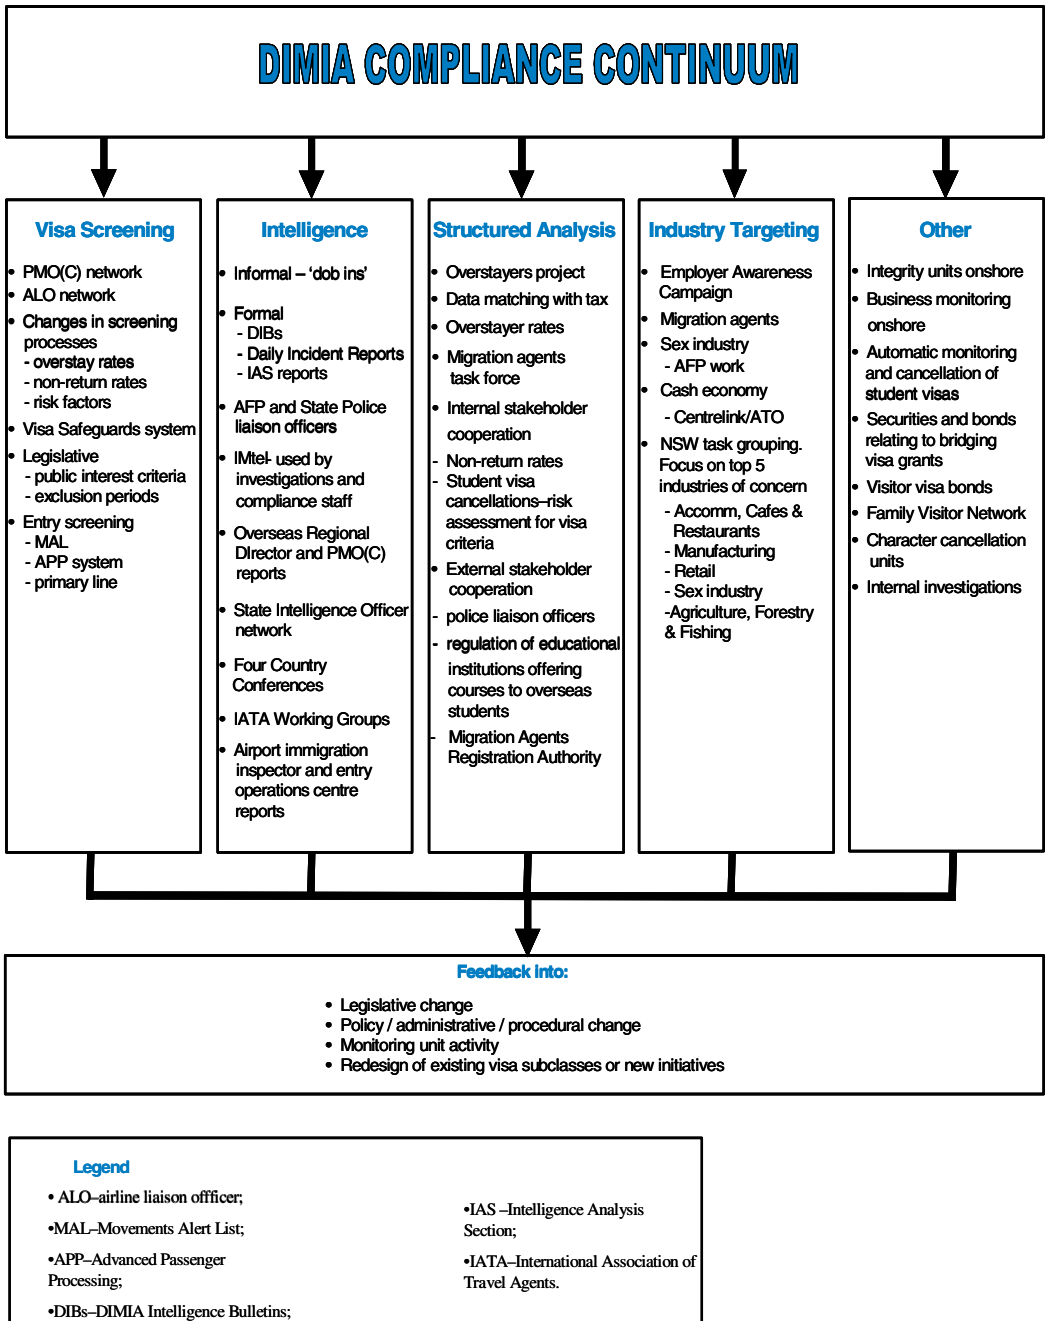 DIMIA COMPLIANCE CONTINUUM
Visa Screening
• PMO(C) network
• ALO network
• Changes in screening
processes
- overstay rates
- non-return rates
- risk factors
• Visa Safeguards system
• Legislative
- public interest criteria
- exclusion periods
• Entry screening
- MAL
- APP system
- primary line
Intelligence
• Informal – ‘dob ins’
• Formal
- DIBs
- Daily Incident Reports
- IAS reports
• AFP and State Police
liaison officers
• IMtel- used by
investigations and
compliance staff
• Overseas Regional
DIrector and PMO(C)
reports
• State Intelligence Officer
network
• Four Country
Conferences
• IATA Working Groups
• Airport immigration
inspector and entry
operations centre
reports
Structured Analysis
• Overstayers project
• Data matching with tax
• Overstayer rates
• Migration agents
task force
• Internal stakeholder
cooperation
- Non-return rates
- Student visa
cancellations–risk
assessment for visa
criteria
• External stakeholder
cooperation
- police liaison officers
- regulation of educational
institutions offering
courses to overseas
students
- Migration Agents
Registration Authority
Industry Targeting
• Employer Awareness
Campaign
• Migration agents
• Sex industry
- AFP work
• Cash economy
- Centrelink/ATO
• NSW task grouping.
Focus on top 5
industries of concern
- Accomm, Cafes &
Restaurants
- Manufacturing
- Retail
- Sex industry
-Agriculture, Forestry
& Fishing
Other
• Integrity units onshore
• Business monitoring
onshore
• Automatic monitoring
and cancellation of
student visas
• Securities and bonds
relating to bridging
visa grants
• Visitor visa bonds
• Family Visitor Network
• Character cancellation
units
• Internal investigations
Feedback into:
• Legislative change
• Policy / administrative / procedural change
• Monitoring unit activity
• Redesign of existing visa subclasses or new initiatives
Legend
• ALO–airline liaison offficer;
•MAL–Movements Alert List;
•APP–Advanced Passenger
Processing;
•DIBs–DIMIA Intelligence Bulletins;
•IAS –Intelligence Analysis
Section;
•IATA–International Association of
Travel Agents.